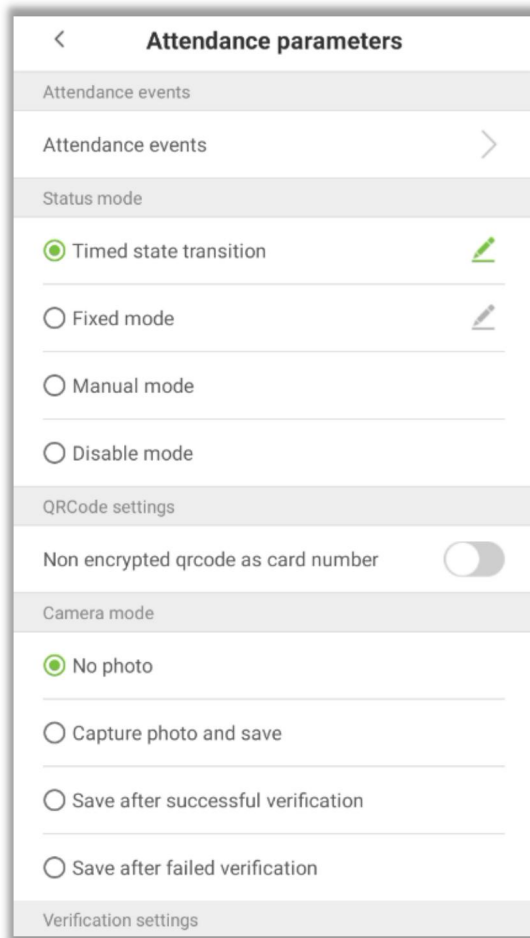 Attendance parameters
Attendance events
Attendance events
Status mode
Timed state transition
Fixed mode
Manual mode
Disable mode
QRCode settings
Non encrypted qrcode as card number
Camera mode
No photo
Capture photo and save
Save after successful verification
Save after failed verification
Verification settings